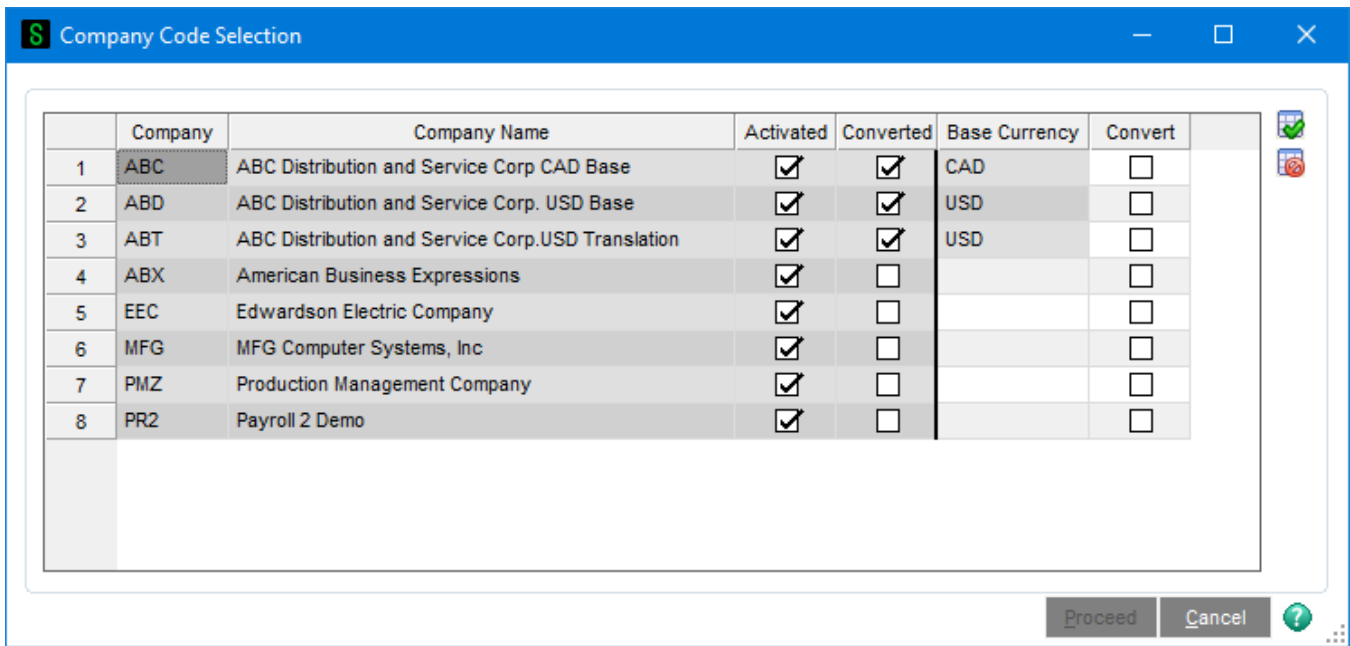 Company Code Selection
Company Company Name Activated Converted Base Currency Convert
1 ABC ABC Distribution and Service Corp CAD Base CAD
2 ABD ABC Distribution and Service Corp. USD Base USD
3 ABT ABC Distribution and Service Corp.USD Translation USD
4 ABX American Business Expressions
5 EEC Edwardson Electric Company
6 MFG MFG Computer Systems, Inc
7 PMZ Production Management Company
8 PR2 Payroll 2 Demo
Proceed Cancel ?